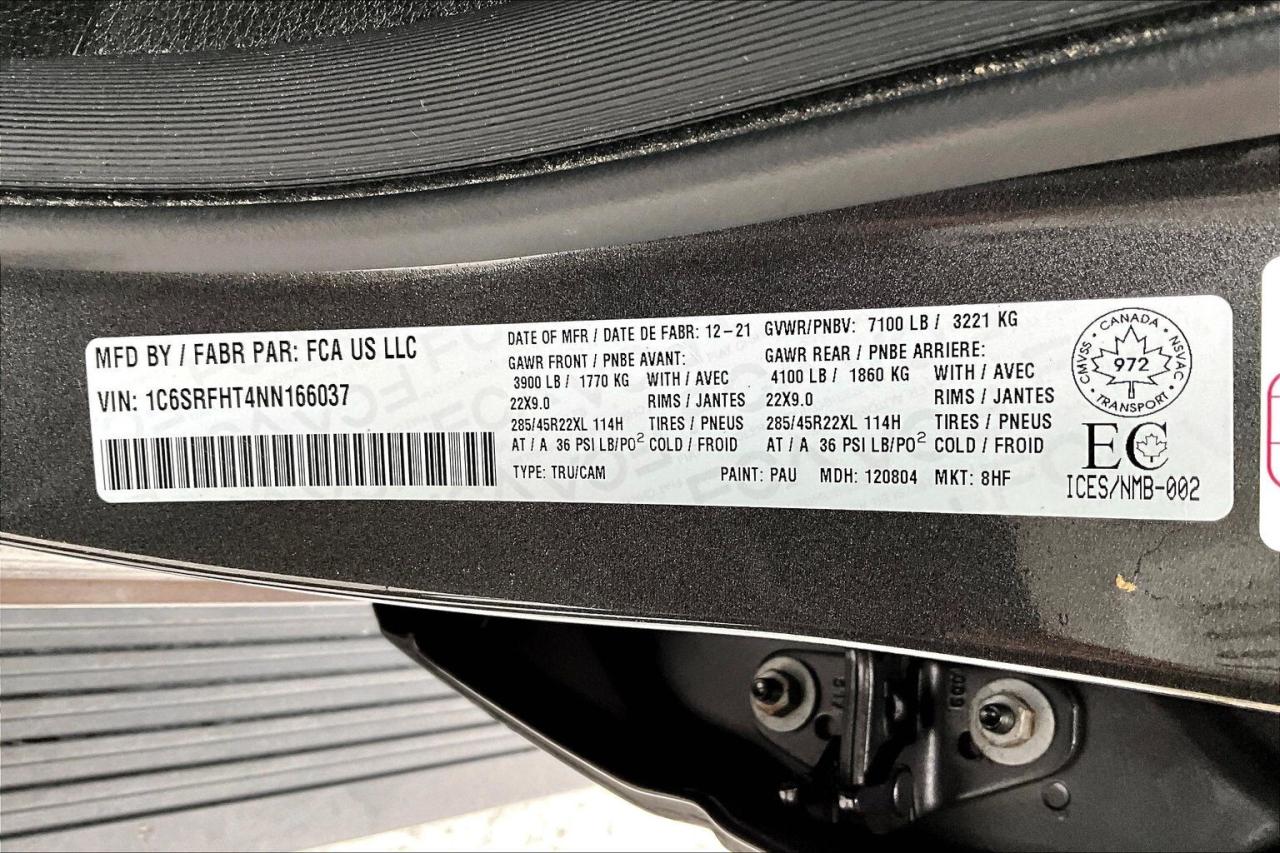 MFD BY / FABR PAR: FCA US LLC
VIN: 1C6SRFHT4NN166037
DATE OF MFR / DATE DE FABR: 12-21 GVWR/PNBV: 7100 LB / 3221 KG
GAWR FRONT / PNBE AVANT: GAWR REAR / PNBE ARRIERE:
3900 LB / 1770 KG WITH / AVEC 4100 LB / 1860 KG WITH / AVEC
22X9.0 RIMS / JANTES 22X9.0 RIMS / JANTES
285/45R22XL 114H TIRES / PNEUS 285/45R22XL 114H TIRES / PNEUS
AT / A 36 PSI LB/PO² COLD / FROID AT / A 36 PSI LB/PO² COLD / FROID
TYPE: TRU/CAM PAINT: PAU MDH: 120804 MKT: 8HF
CANADA
CMVSS 972 NSVAC
TRANSPORT
EC
ICES/NMB-002